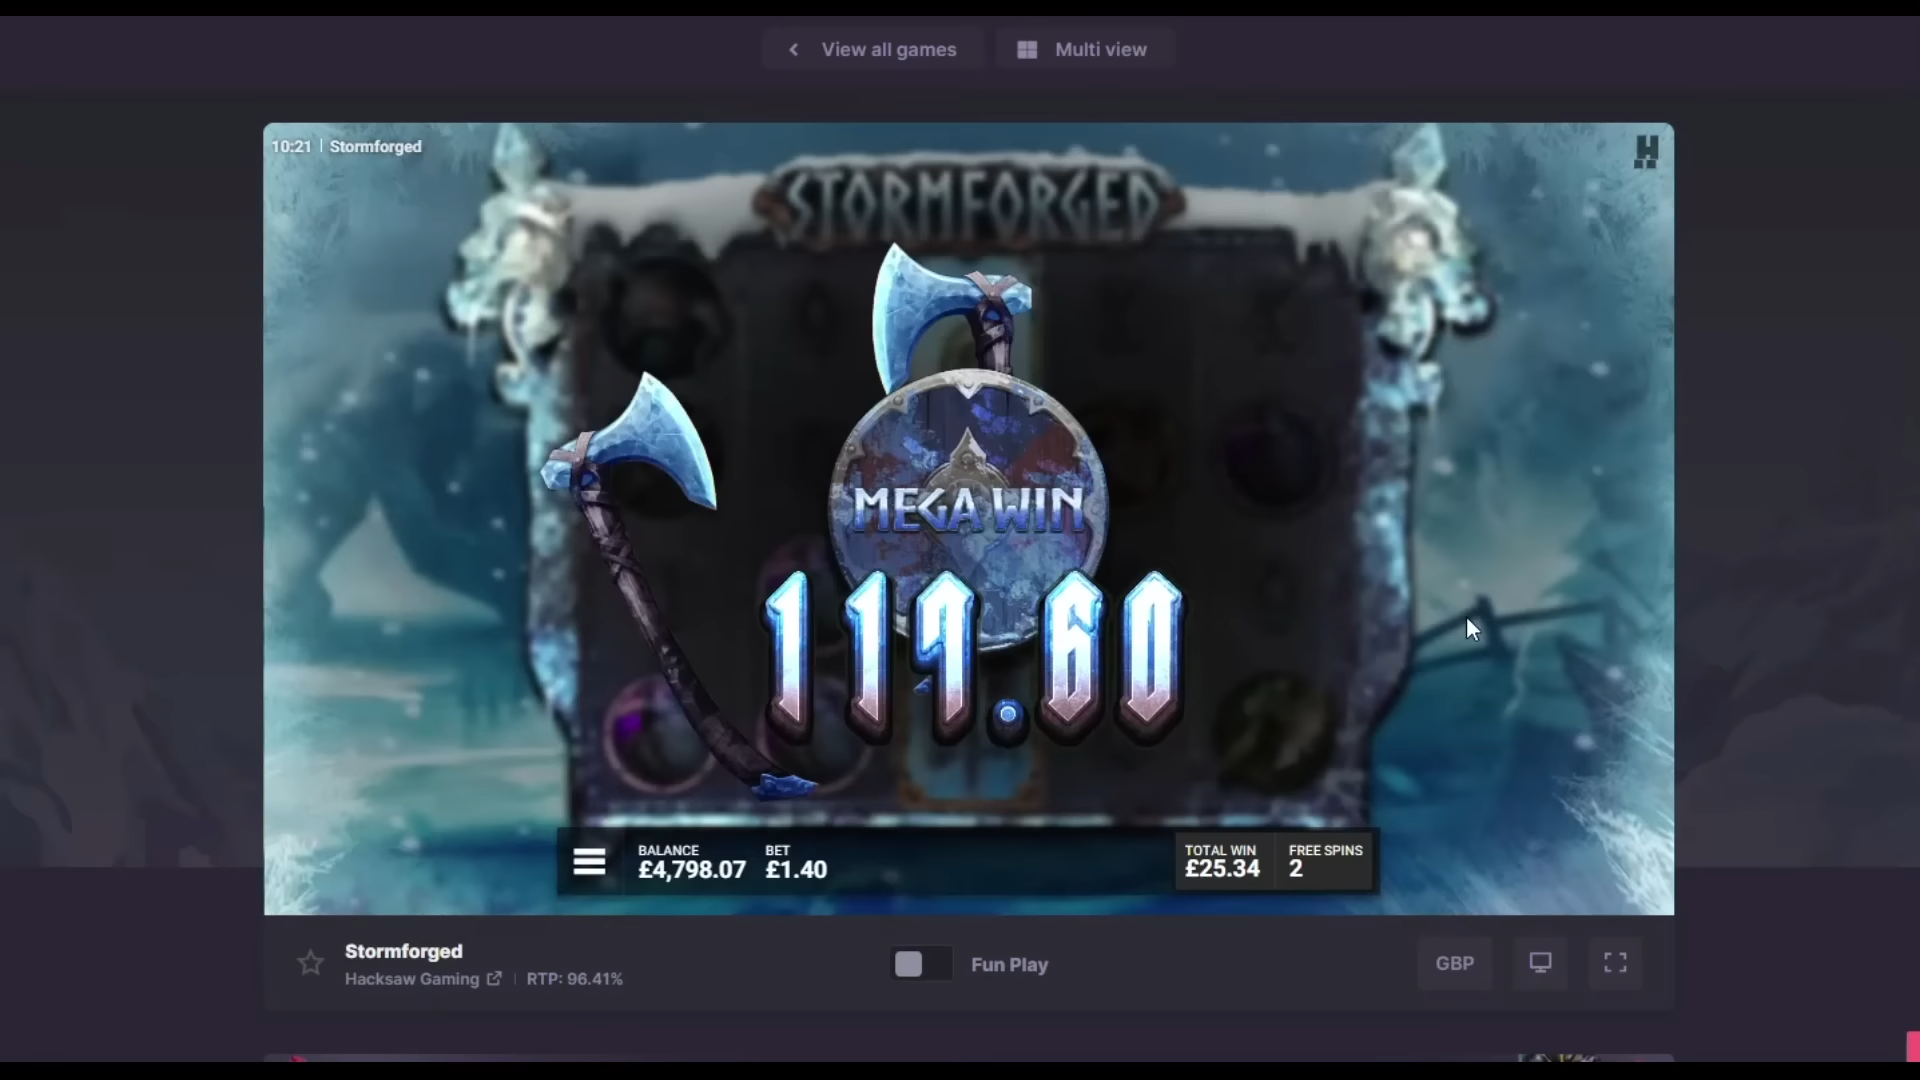 View all games
Multi view
10:21 | Stormforged
STORMFORGED
MEGA WIN
119.60
BALANCE
£4,798.07
BET
£1.40
TOTAL WIN
£25.34
FREE SPINS
2
Stormforged
Hacksaw Gaming | RTP: 96.41%
Fun Play
GBP